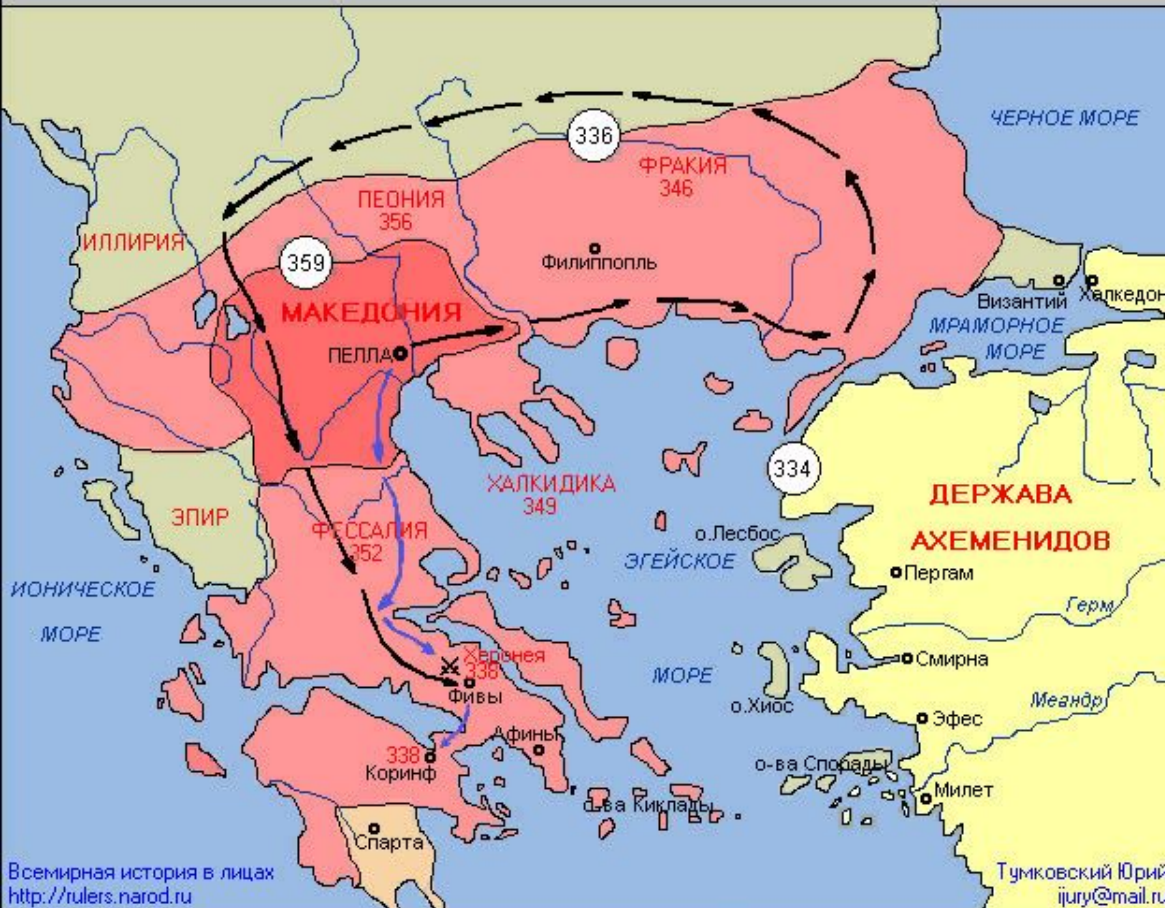 ЧЕРНОЕ МОРЕ
336
ФРАКИЯ
346
ПЕОНИЯ
356
ИЛЛИРИЯ
359
Филиппополь
МАКЕДОНИЯ
Византий
Халкедон
МРАМОРНОЕ
МОРЕ
ПЕЛЛА
334
ХАЛКИДИКА
349
ДЕРЖАВА
АХЕМЕНИДОВ
ЭПИР
ФЕССАЛИЯ
352
о.Лесбос
ЭГЕЙСКОЕ
Пергам
ИОНИЧЕСКОЕ
МОРЕ
Герм
Херонея
338
Смирна
МОРЕ
Фивы
о.Хиос
Меандр
Эфес
Афины
338
Коринф
о-ва Спорады
Милет
о-ва Киклады
Спарта
Всемирная история в лицах
http://rulers.narod.ru
Тумковский Юрий
ijury@mail.ru